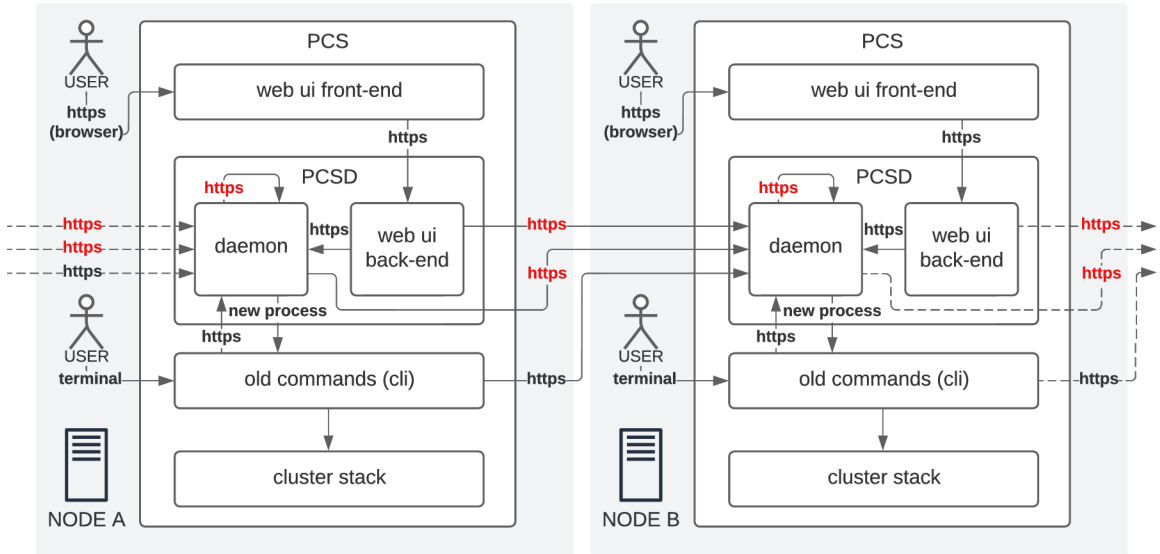 PCS
USER
https
(browser)
web ui front-end
https
PCSD
https
https
https
https
daemon
https
web ui
back-end
new process
https
USER
terminal
old commands (cli)
cluster stack
NODE A
https
https
https
PCS
USER
https
(browser)
web ui front-end
https
PCSD
https
daemon
https
web ui
back-end
new process
https
USER
terminal
old commands (cli)
cluster stack
NODE B
https
https
https